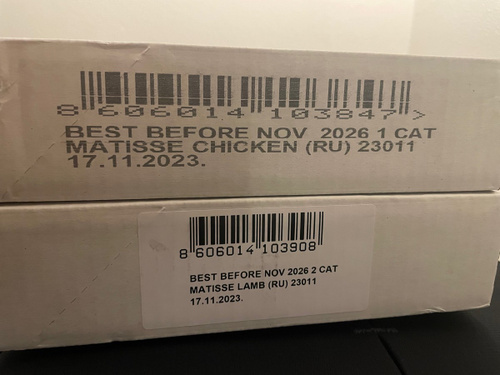 8 606014 103847 >
BEST BEFORE NOV 2026 1 CAT
MATISSE CHICKEN (RU) 23011
17.11.2023.
8 606014 103908
BEST BEFORE NOV 2026 2 CAT
MATISSE LAMB (RU) 23011
17.11.2023.